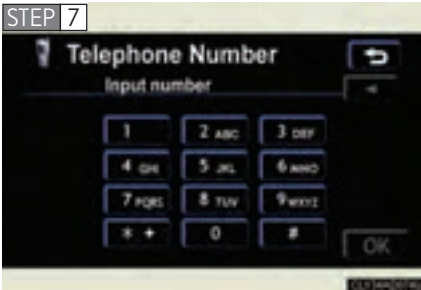 STEP 7
Telephone Number
Input number
1 2 ABC 3 DEF
4 GHI 5 JKL 6 MNO
7 PQRS 8 TUV 9 WXYZ
* + 0 #
OK